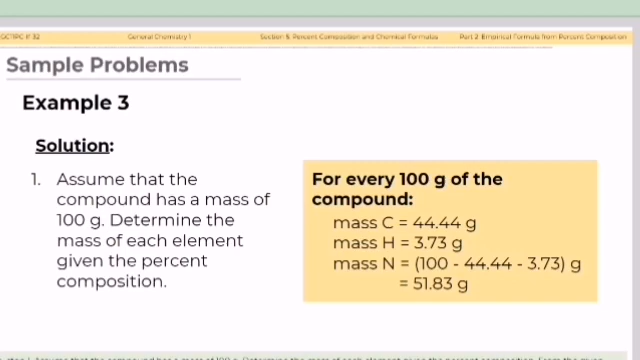 General Chemistry 1
Section 5: Percent Composition and Chemical Formulas
Part 2: Empirical Formula from Percent Composition
Sample Problems
Example 3
Solution:
1. Assume that the
compound has a mass of
100 g. Determine the
mass of each element
given the percent
composition.
For every 100 g of the
compound:
mass C = 44.44 g
mass H = 3.73 g
mass N = (100 - 44.44 - 3.73) g
= 51.83 g